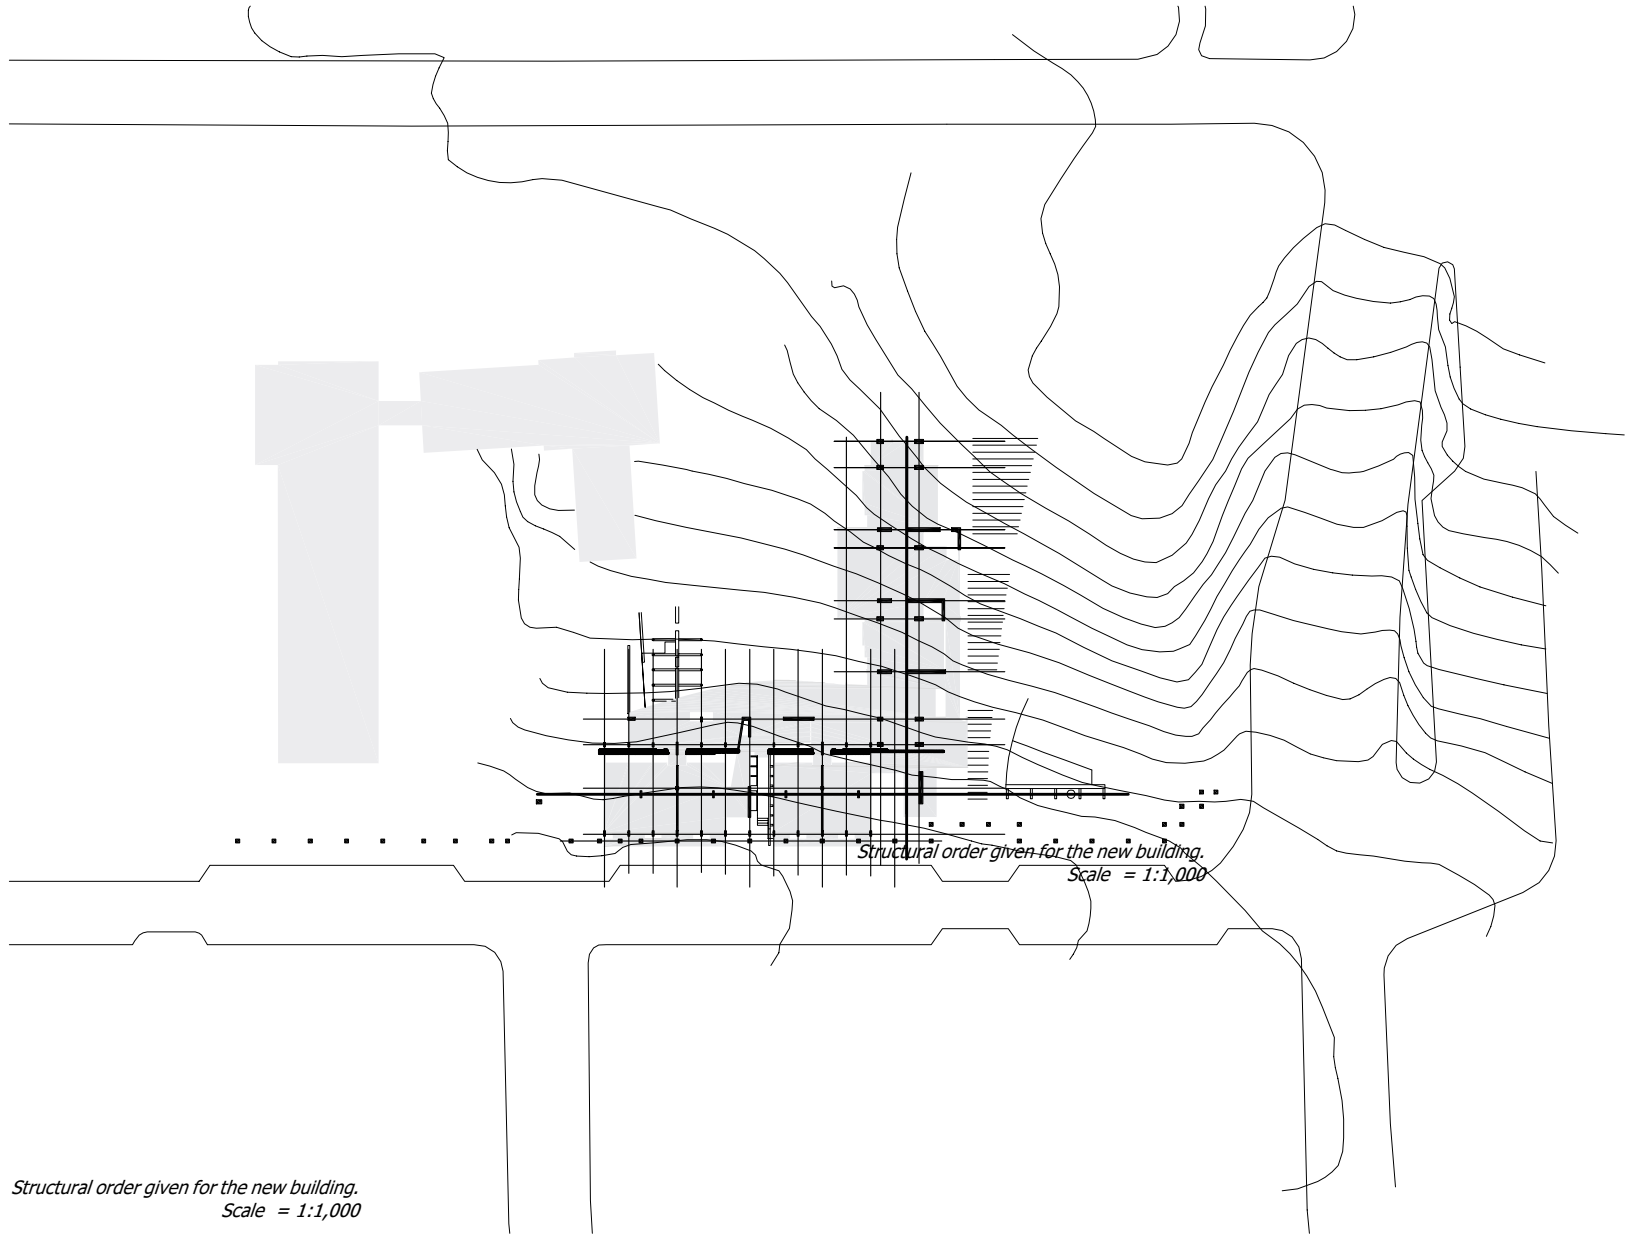 Structural order given for the new building.
Scale = 1:1,000
Structural order given for the new building.
Scale = 1:1,000